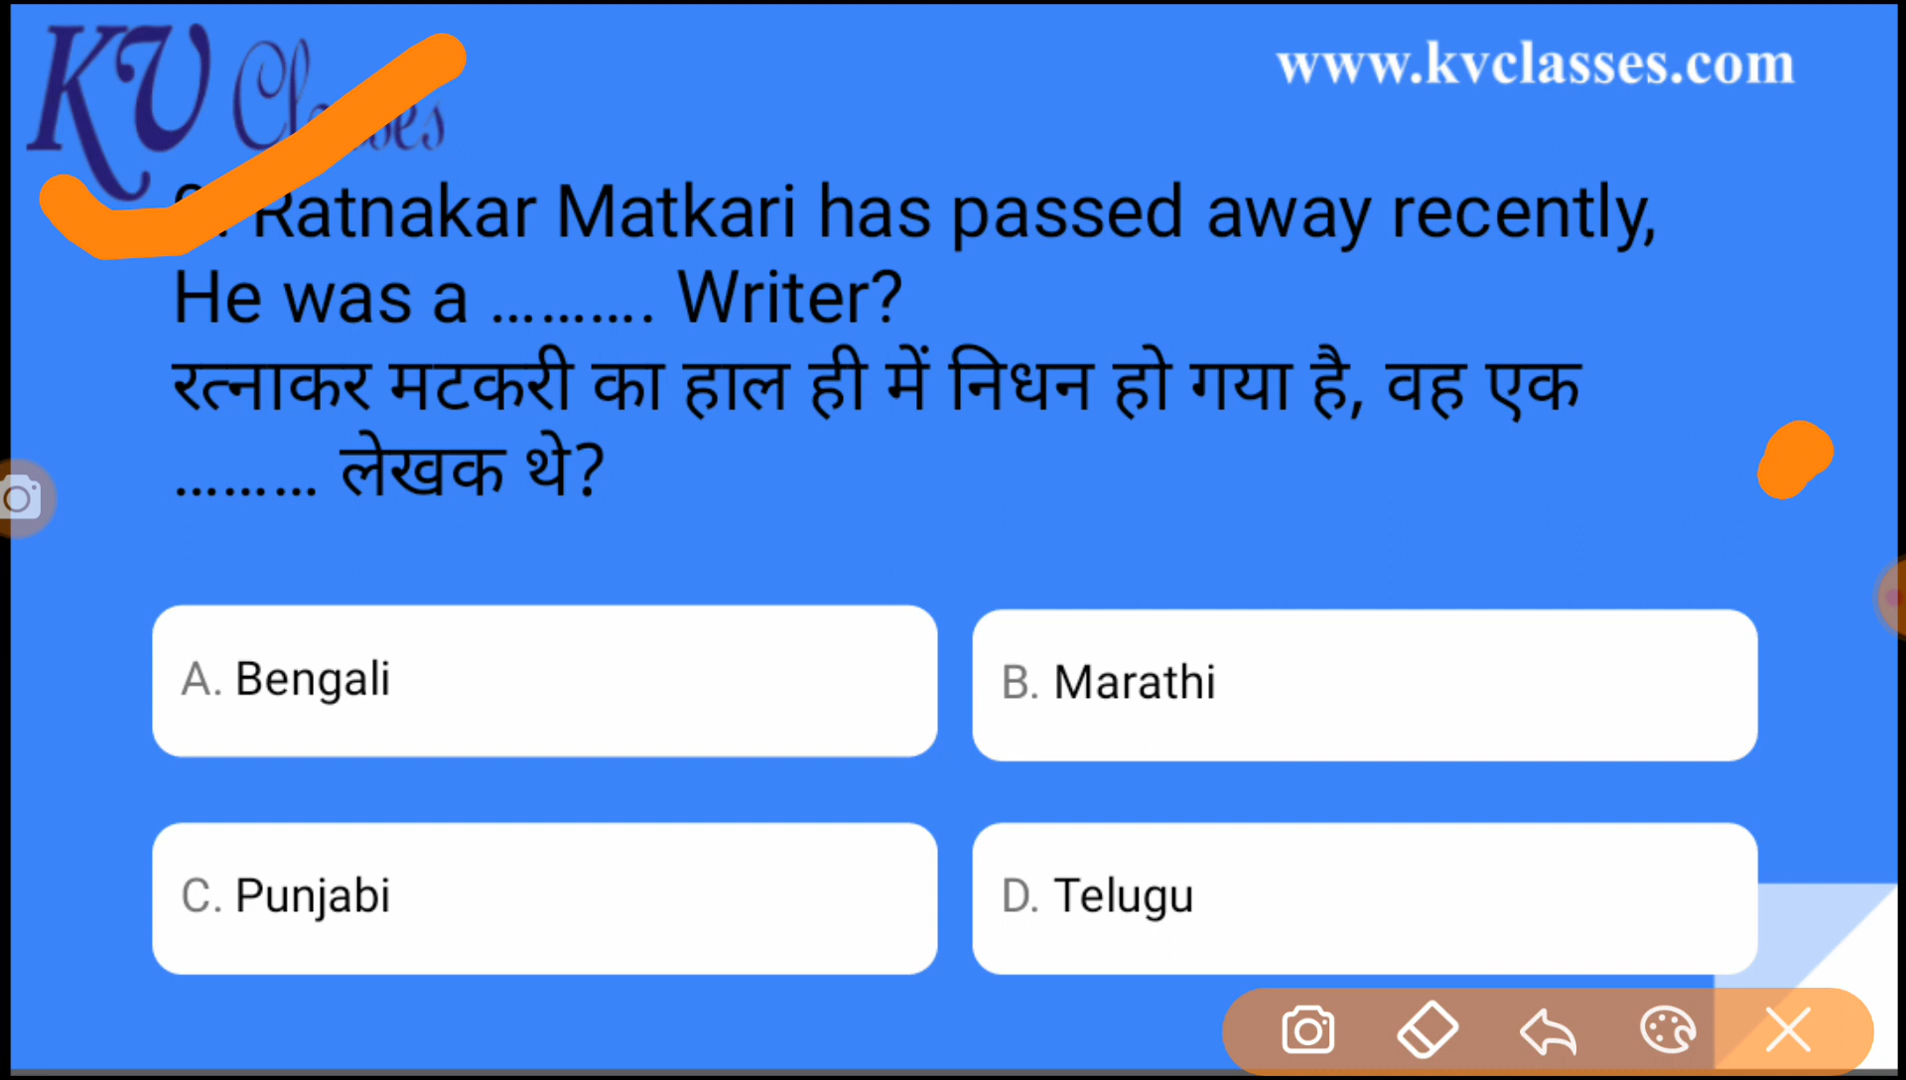 KV Classes
www.kvclasses.com
Ratnakar Matkari has passed away recently,
He was a .......... Writer?
रत्नाकर मटकरी का हाल ही में निधन हो गया है, वह एक
......... लेखक थे?
A. Bengali
B. Marathi
C. Punjabi
D. Telugu